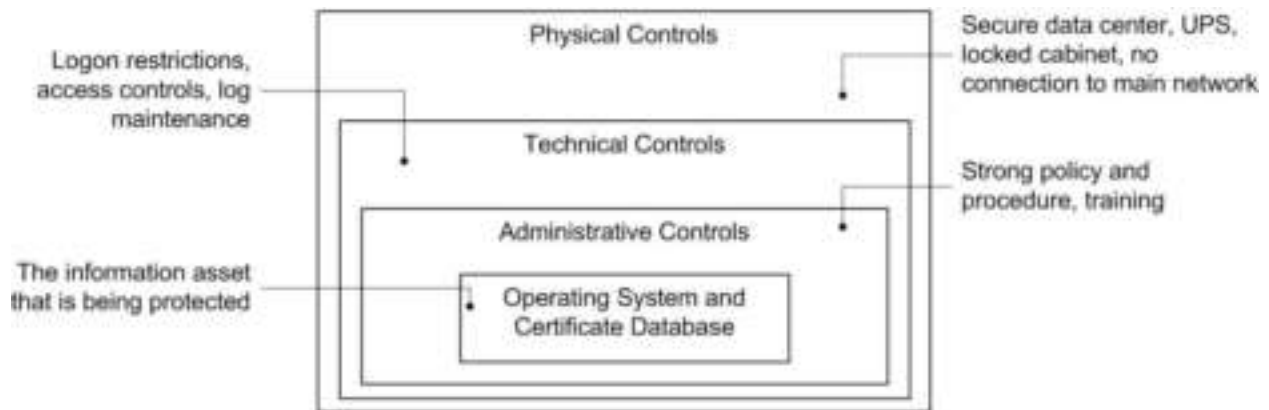 Physical Controls
Secure data center, UPS,
locked cabinet, no
connection to main network
Logon restrictions,
access controls, log
maintenance
Technical Controls
Strong policy and
procedure, training
Administrative Controls
The information asset
that is being protected
Operating System and
Certificate Database